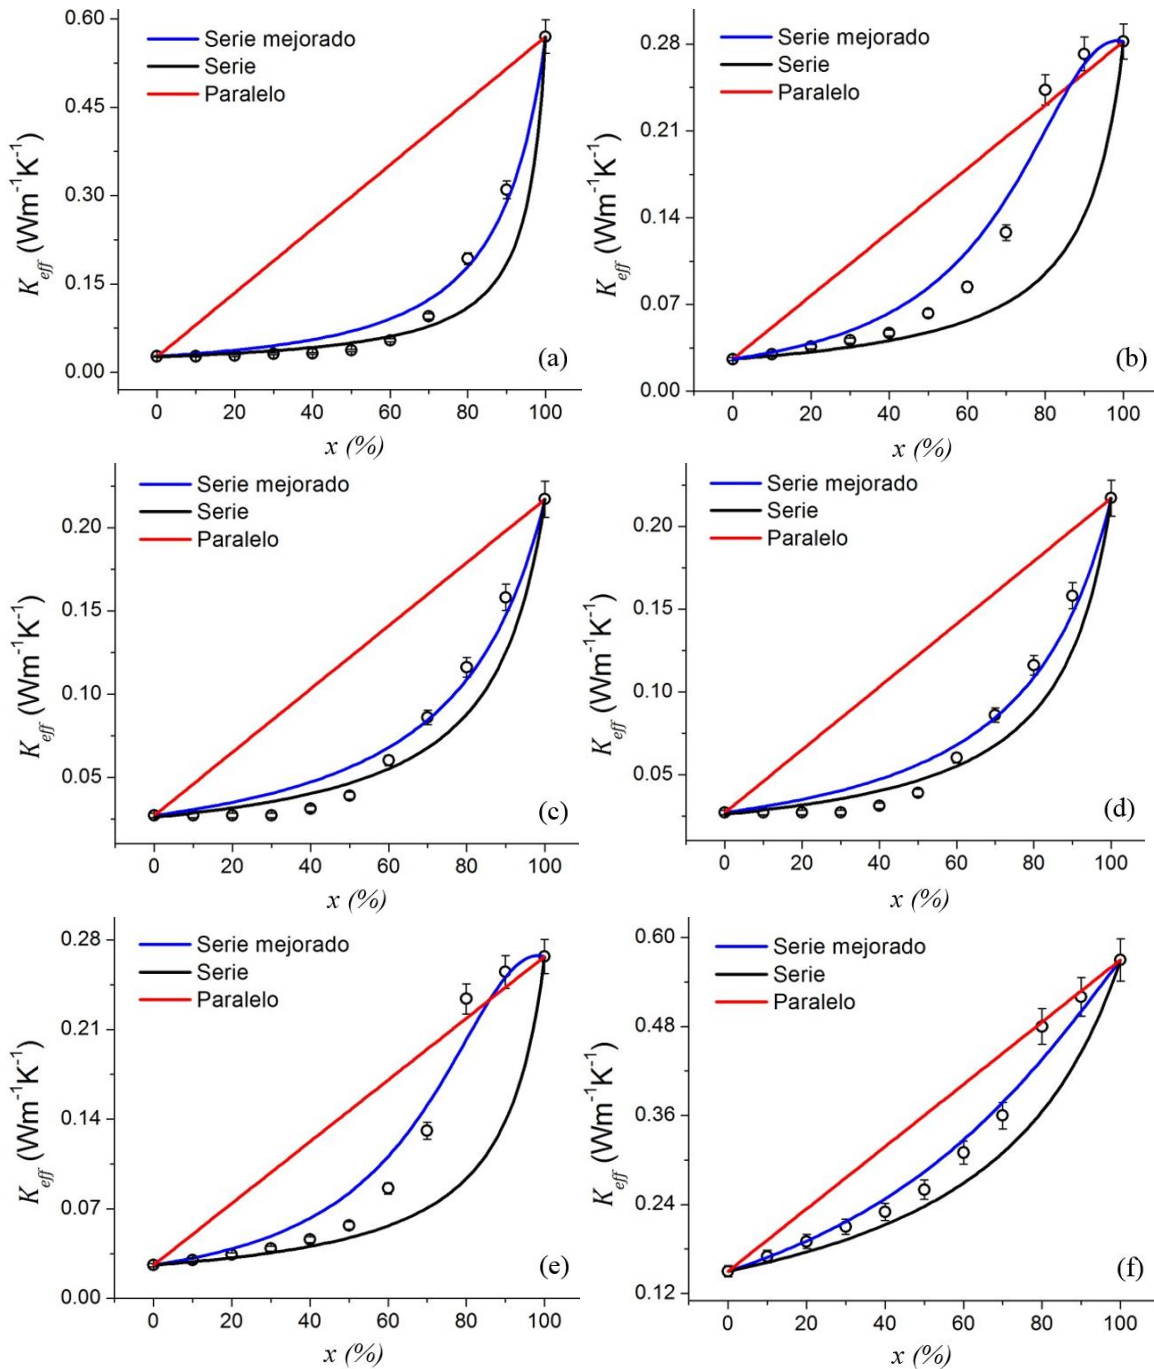 0.60
0.45
0.30
0.15
0.00
K_eff (Wm⁻¹K⁻¹)
Serie mejorado
Serie
Paralelo
(a)
0 20 40 60 80 100
x (%)
0.28
0.21
0.14
0.07
0.00
K_eff (Wm⁻¹K⁻¹)
Serie mejorado
Serie
Paralelo
(b)
0 20 40 60 80 100
x (%)
0.20
0.15
0.10
0.05
K_eff (Wm⁻¹K⁻¹)
Serie mejorado
Serie
Paralelo
(c)
0 20 40 60 80 100
x (%)
0.20
0.15
0.10
0.05
K_eff (Wm⁻¹K⁻¹)
Serie mejorado
Serie
Paralelo
(d)
0 20 40 60 80 100
x (%)
0.28
0.21
0.14
0.07
0.00
K_eff (Wm⁻¹K⁻¹)
Serie mejorado
Serie
Paralelo
(e)
0 20 40 60 80 100
x (%)
0.60
0.48
0.36
0.24
0.12
K_eff (Wm⁻¹K⁻¹)
Serie mejorado
Serie
Paralelo
(f)
0 20 40 60 80 100
x (%)